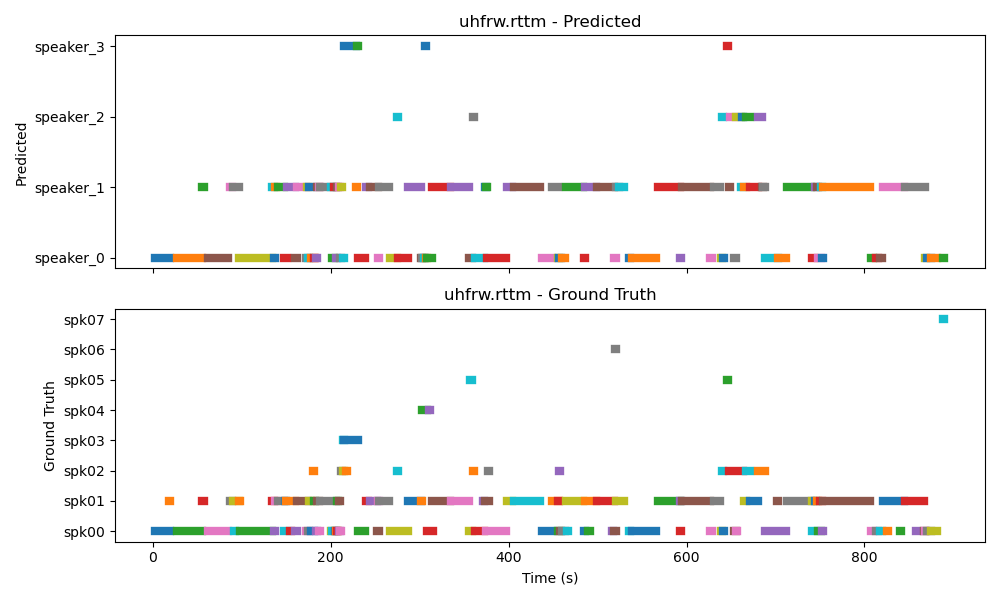 uhfrw.rttm - Predicted
Predicted
speaker_3
speaker_2
speaker_1
speaker_0
uhfrw.rttm - Ground Truth
Ground Truth
spk07
spk06
spk05
spk04
spk03
spk02
spk01
spk00
0
200
400
600
800
Time (s)